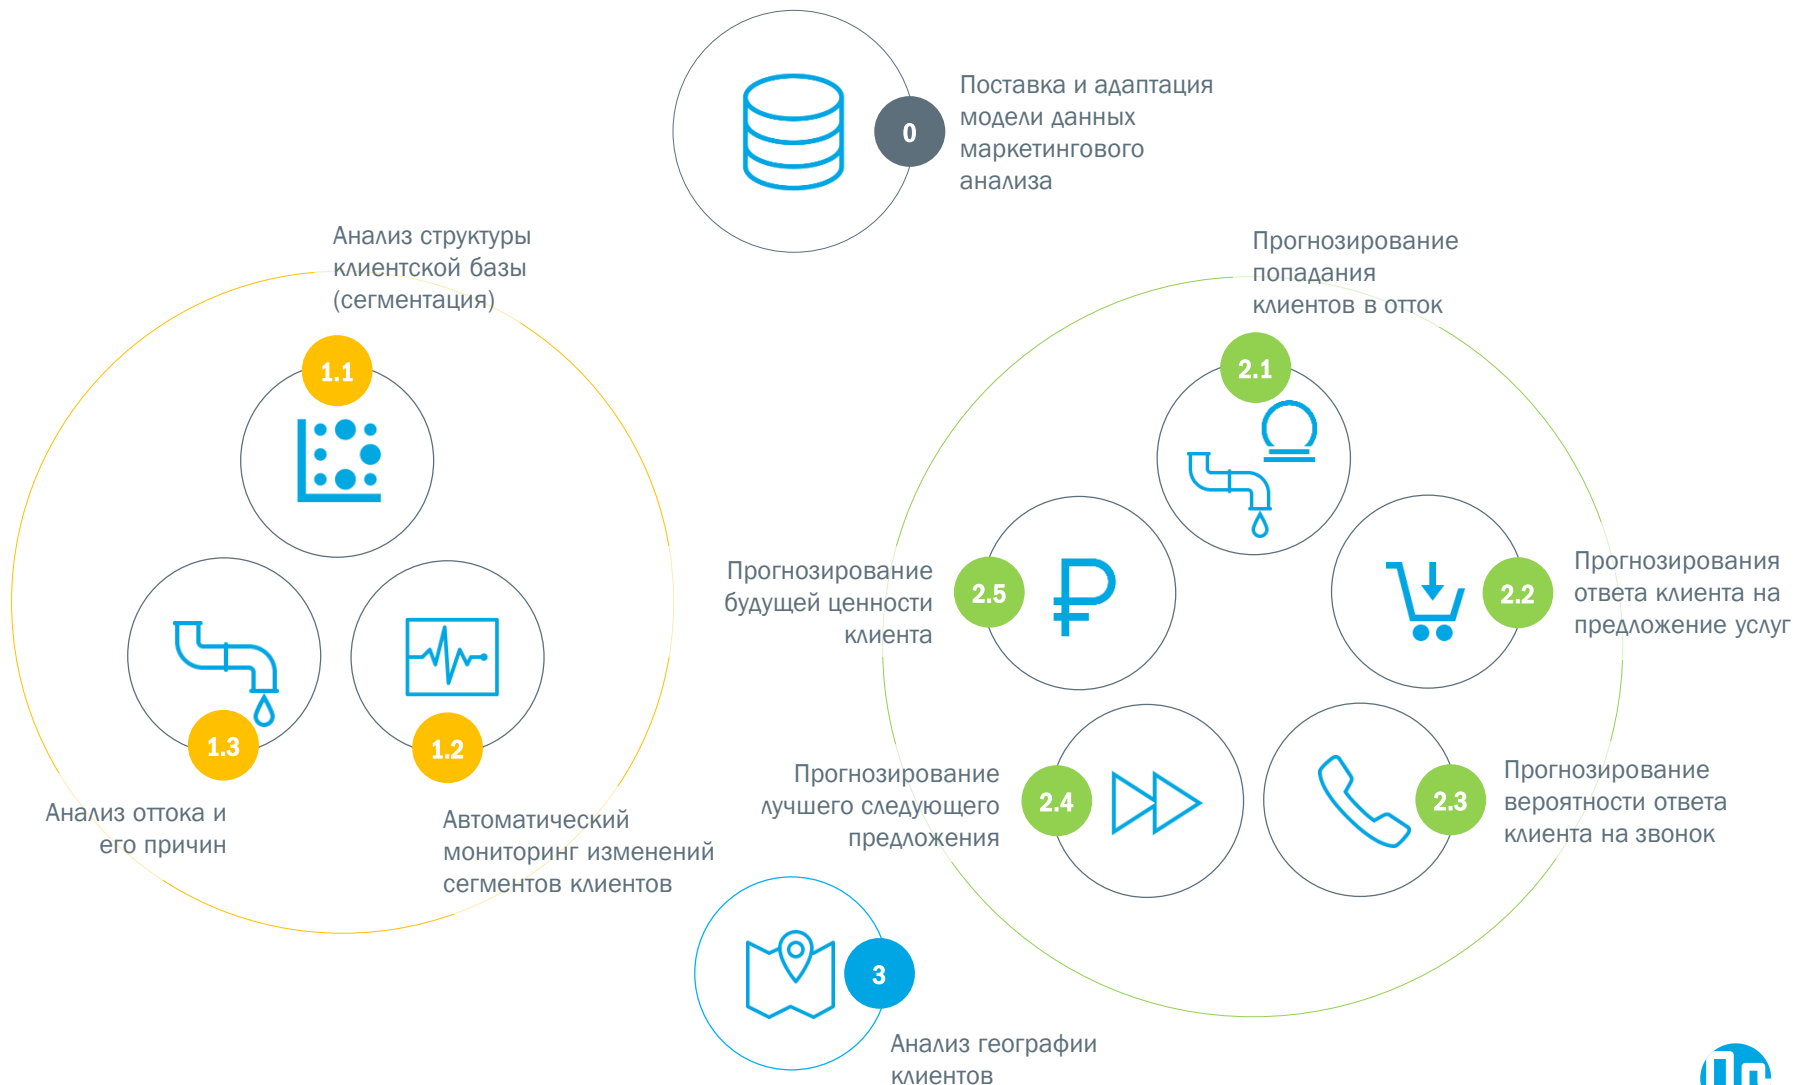 0
Поставка и адаптация
модели данных
маркетингового
анализа
Анализ структуры
клиентской базы
(сегментация)
1.1
1.3
Анализ оттока и
его причин
1.2
Автоматический
мониторинг изменений
сегментов клиентов
Прогнозирование
попадания
клиентов в отток
2.1
Прогнозирования
ответа клиента на
предложение услуг
2.2
Прогнозирование
вероятности ответа
клиента на звонок
2.3
Прогнозирование
лучшего следующего
предложения
2.4
Прогнозирование
будущей ценности
клиента
2.5
3
Анализ географии
клиентов